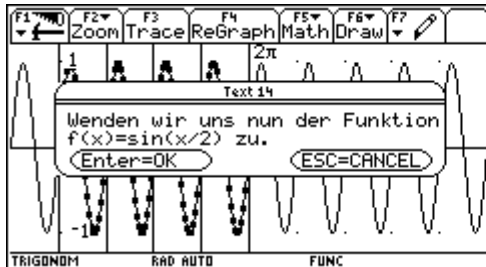 F1 F2 F3 F4 F5 F6 F7
Zoom Trace ReGraph Math Draw
1 2π
Text 14
Wenden wir uns nun der Funktion
f(x)=sin(x/2) zu.
Enter=OK ESC=CANCEL
-1
TRIGONOM RAD AUTO FUNC